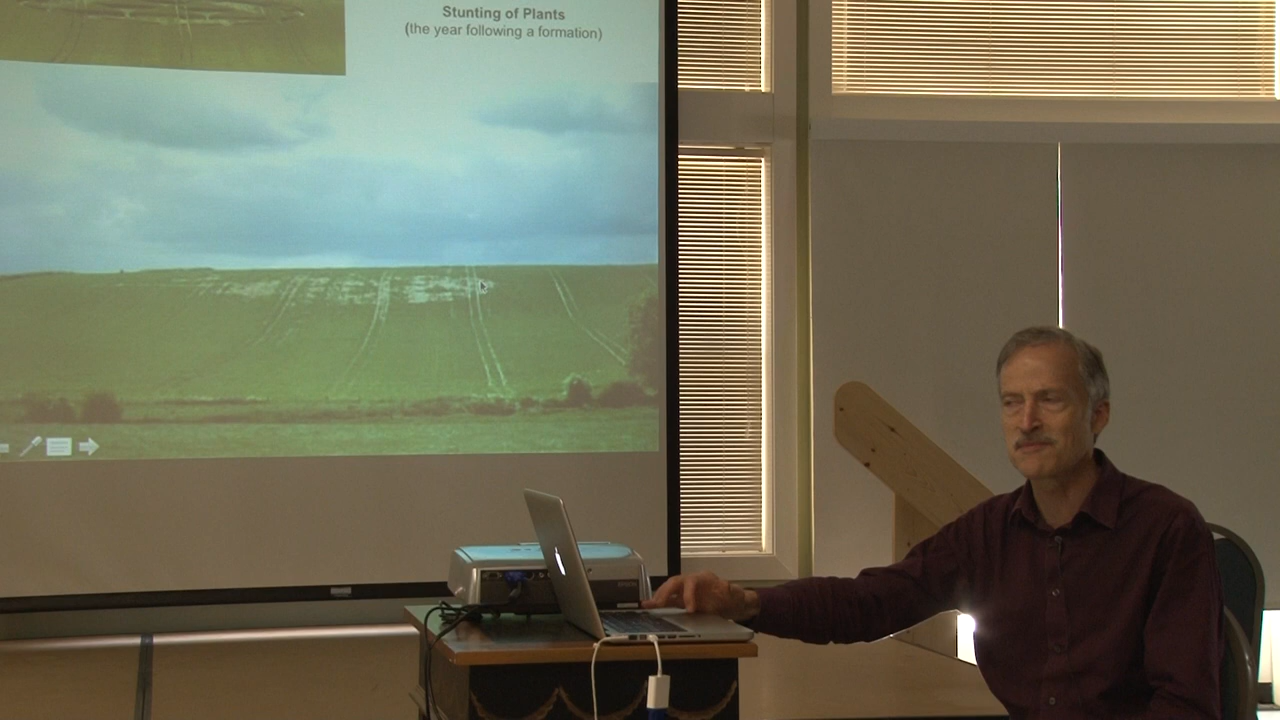 Stunting of Plants
(the year following a formation)